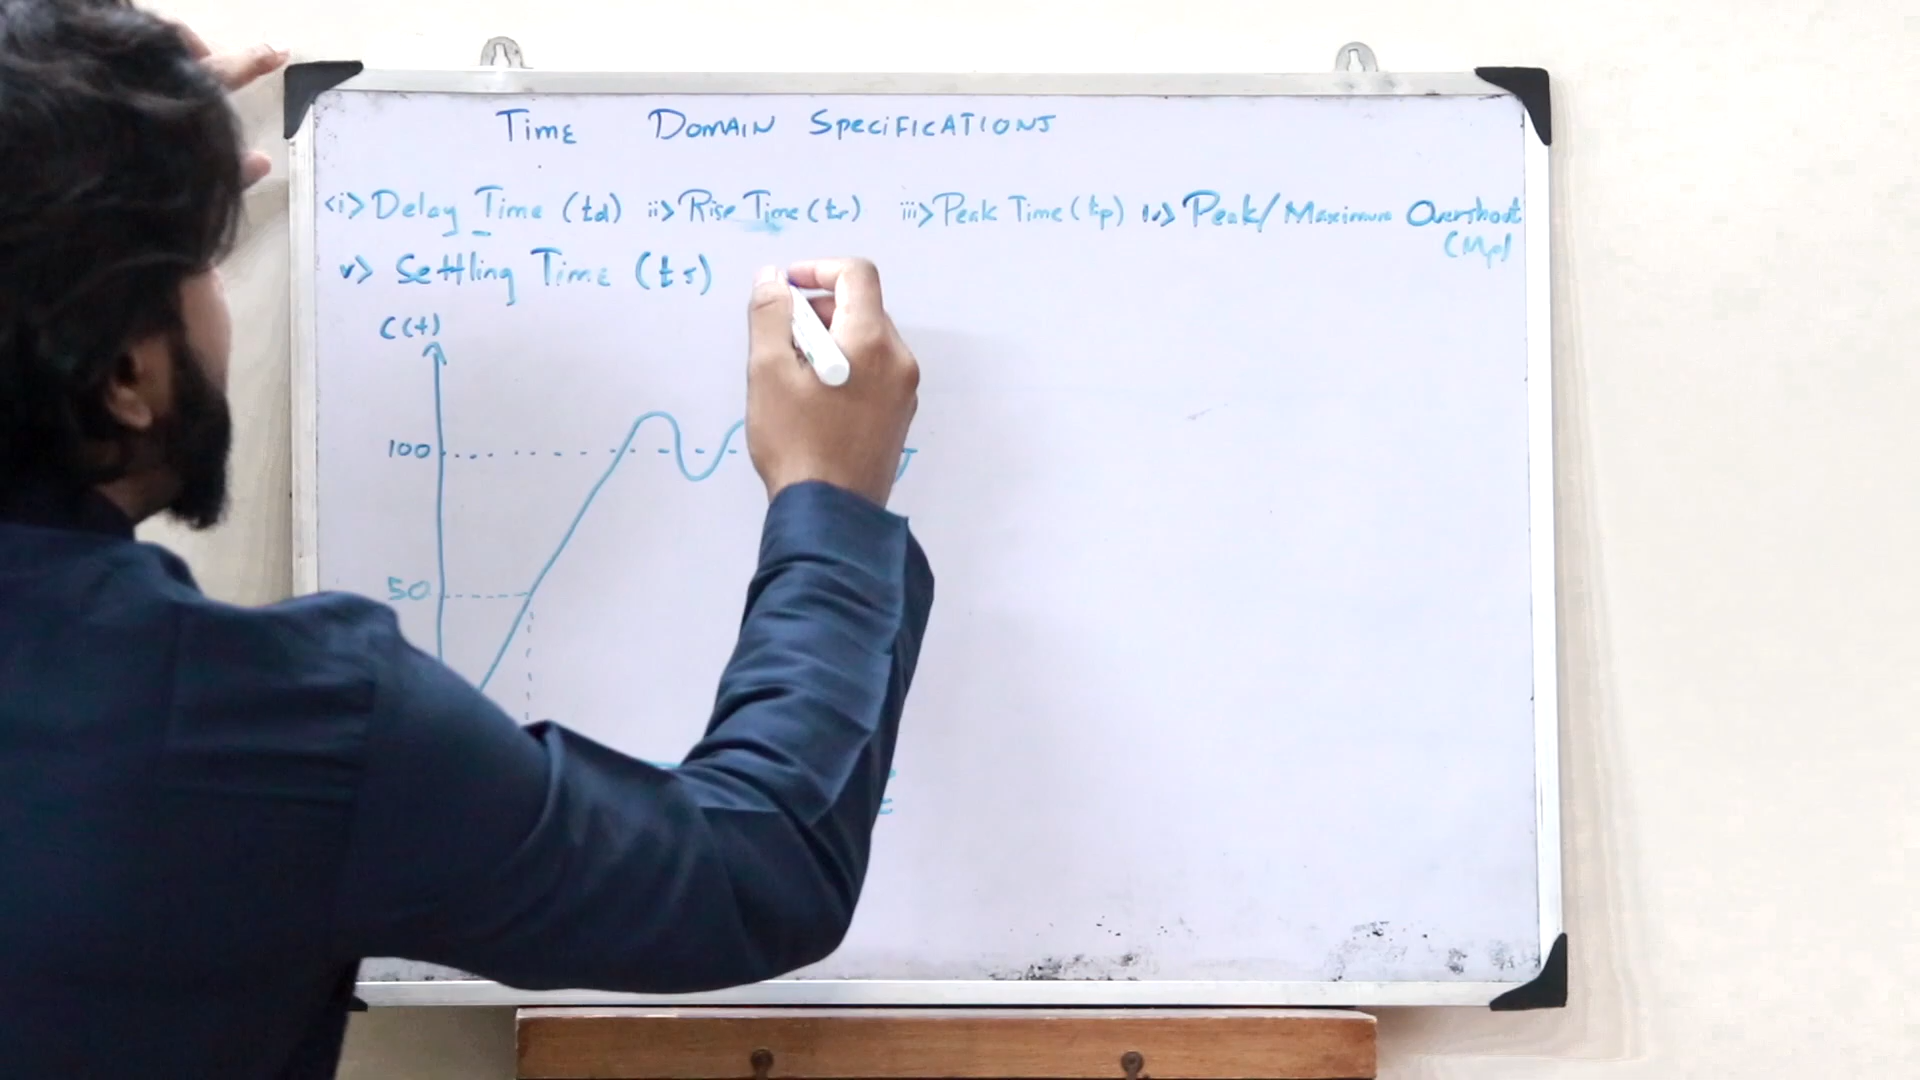 Time Domain Specifications
<i> Delay Time (td) ii> Rise Time (tr) iii> Peak Time (tp) iv> Peak/Maximum Overshoot
(Mp)
v> Settling Time (ts)
C(t)
100
50